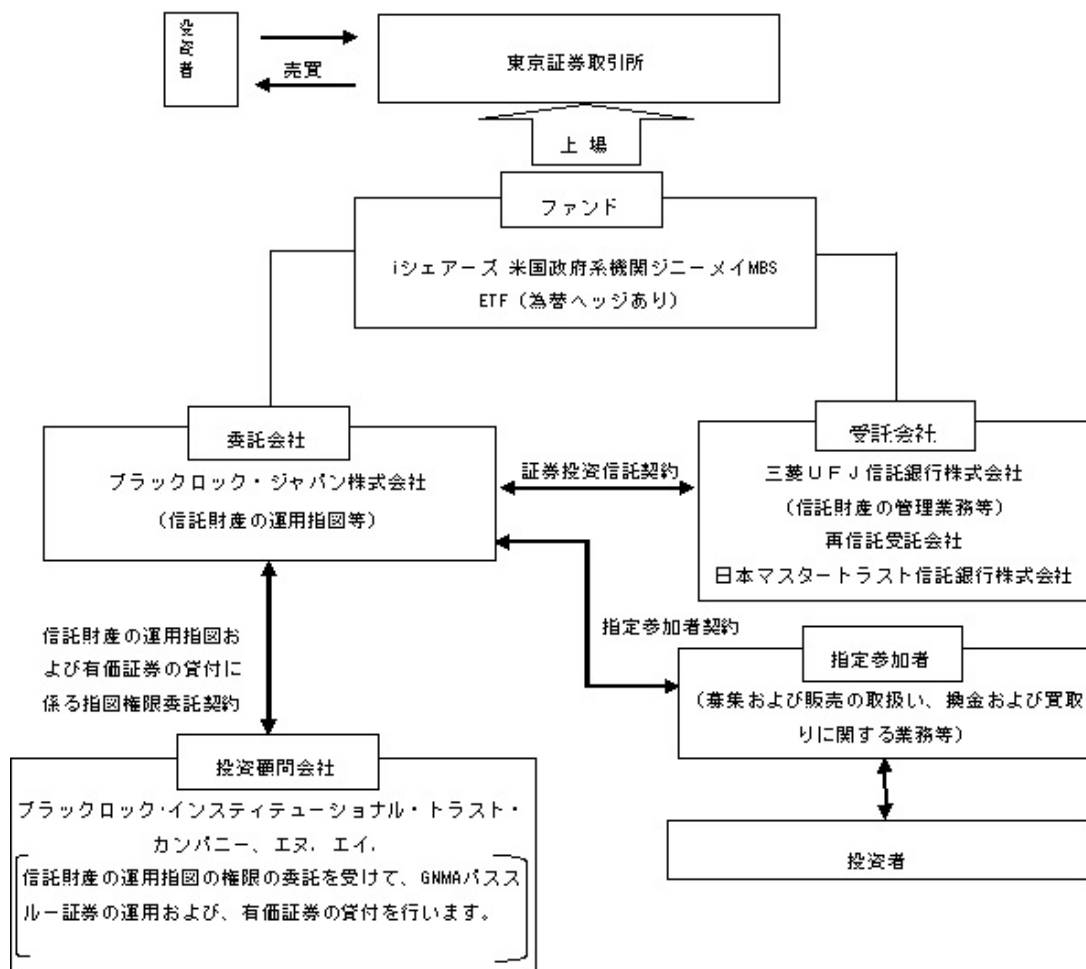 投資者
売買
東京証券取引所
上 場
ファンド
iシェアーズ 米国政府系機関ジニーメイMBS
ETF（為替ヘッジあり）
委託会社
ブラックロック・ジャパン株式会社
（信託財産の運用指図等）
証券投資信託契約
受託会社
三菱ＵＦＪ信託銀行株式会社
（信託財産の管理業務等）
再信託受託会社
日本マスタートラスト信託銀行株式会社
信託財産の運用指図お
よび有価証券の貸付に
係る指図権限委託契約
指定参加者契約
指定参加者
（募集および販売の取扱い、換金および買取
りに関する業務等）
投資顧問会社
ブラックロック・インスティテューショナル・トラスト・
カンパニー、エヌ．エイ．
信託財産の運用指図の権限の委託を受けて、GNMAパスス
ルー証券の運用および、有価証券の貸付を行います。
投資者